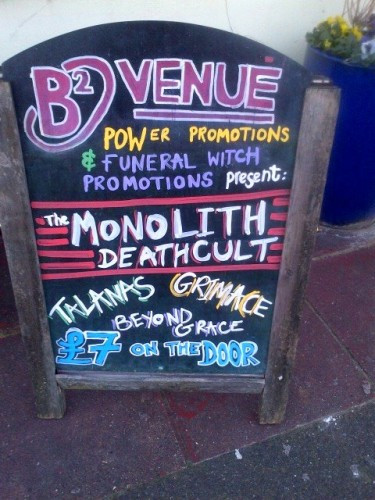 B2 VENUE
POWER PROMOTIONS
& FUNERAL WITCH
PROMOTIONS present:
The MONOLITH
DEATHCULT
TALANAS GRIMACE
BEYOND
GRACE
£7 ON THE DOOR